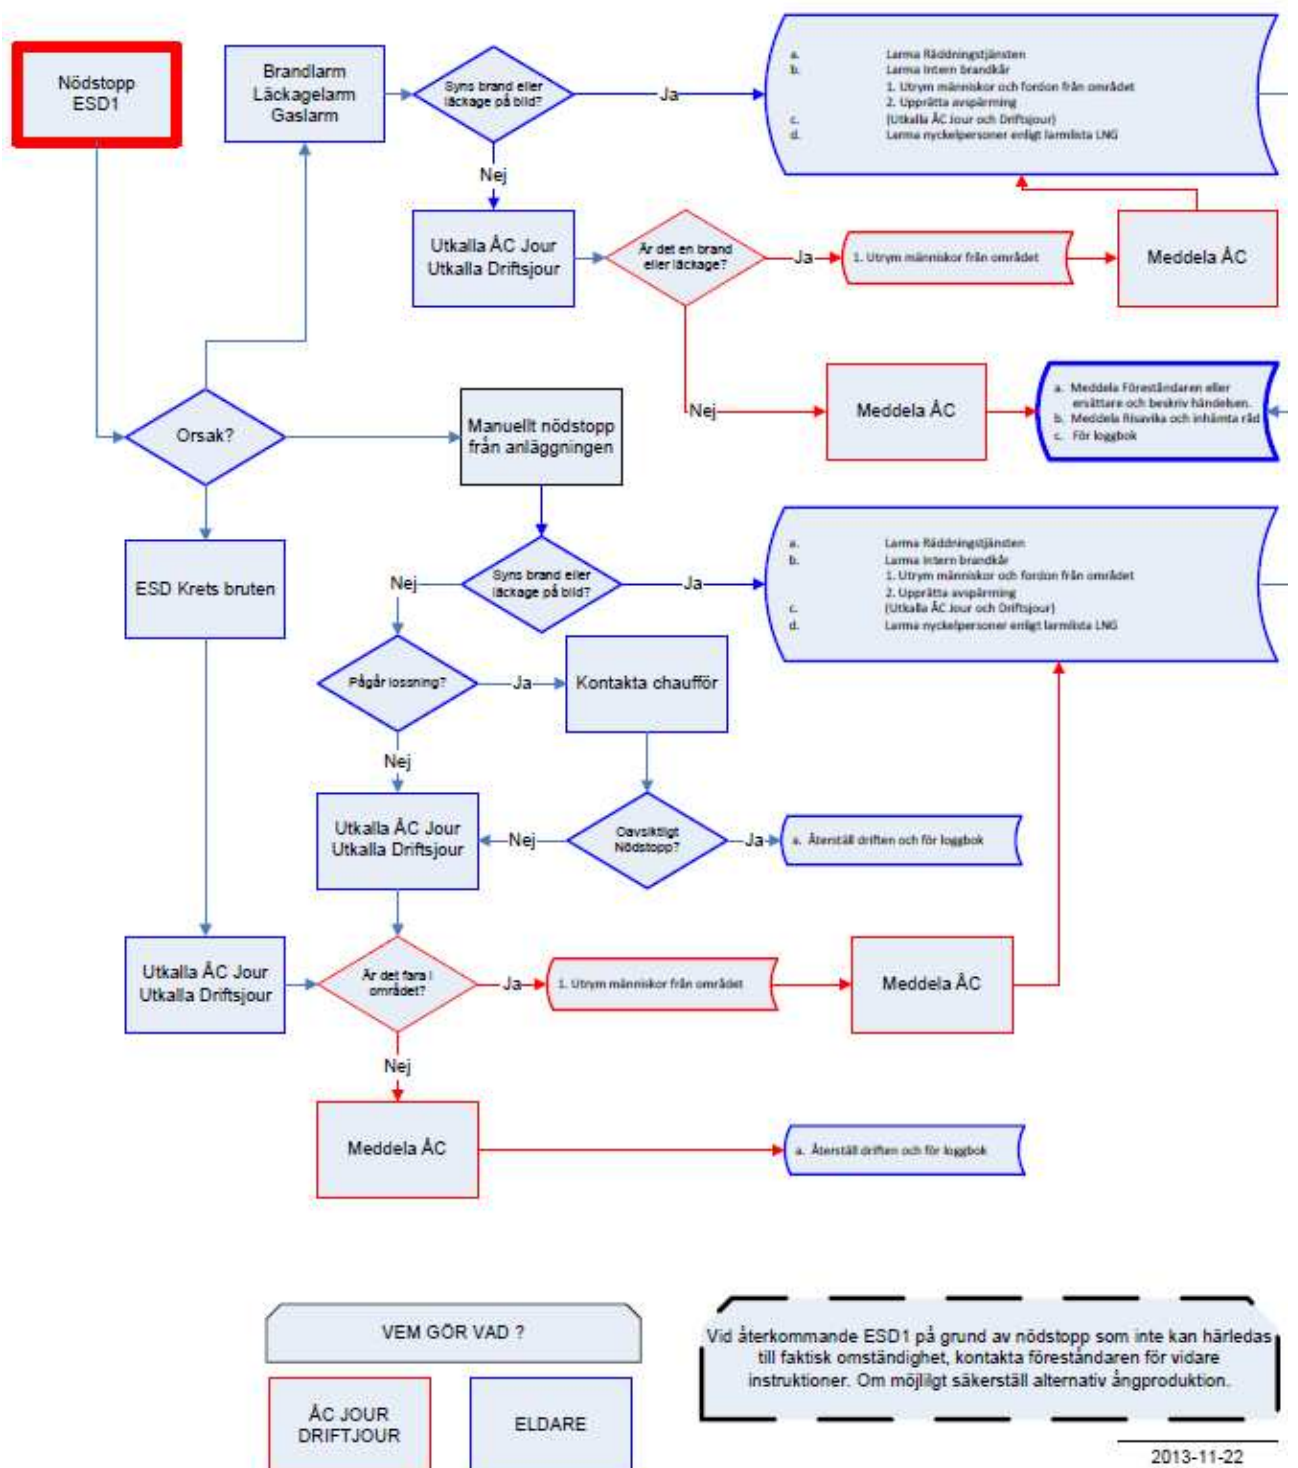 Nödstopp
ESD1
Brandlarm
Läckagelarm
Gaslarm
Syns brand eller
läckage på bild?
Ja
a. Larma Räddningstjänsten
b. Larma Intern brandkår
1. Utrym människor och fordon från området
2. Upprätta avspärrning
c. (Utkalla ÅC Jour och Driftsjour)
d. Larma nyckelpersoner enligt larmlista LNG
Nej
Utkalla ÅC Jour
Utkalla Driftsjour
Är det en brand
eller läckage?
Ja
1. Utrym människor från området
Meddela ÅC
Nej
Meddela ÅC
a. Meddela Föreståndaren eller
ersättare och beskriv händelsen.
b. Meddela Risavika och inhämta råd
c. För loggbok
Orsak?
Manuellt nödstopp
från anläggningen
ESD Krets bruten
Syns brand eller
läckage på bild?
Nej
Ja
a. Larma Räddningstjänsten
b. Larma Intern brandkår
1. Utrym människor och fordon från området
2. Upprätta avspärrning
c. (Utkalla ÅC Jour och Driftsjour)
d. Larma nyckelpersoner enligt larmlista LNG
Pågår lossning?
Ja
Kontakta chaufför
Nej
Utkalla ÅC Jour
Utkalla Driftsjour
Nej
Oavsiktligt
Nödstopp?
Ja
a. Återställ driften och för loggbok
Utkalla ÅC Jour
Utkalla Driftsjour
Är det fara i
området?
Ja
1. Utrym människor från området
Meddela ÅC
Nej
Meddela ÅC
a. Återställ driften och för loggbok
VEM GÖR VAD ?
ÅC JOUR
DRIFTJOUR
ELDARE
Vid återkommande ESD1 på grund av nödstopp som inte kan härledas
till faktisk omständighet, kontakta föreståndaren för vidare
instruktioner. Om möjlilgt säkerställ alternativ ångproduktion.
2013-11-22